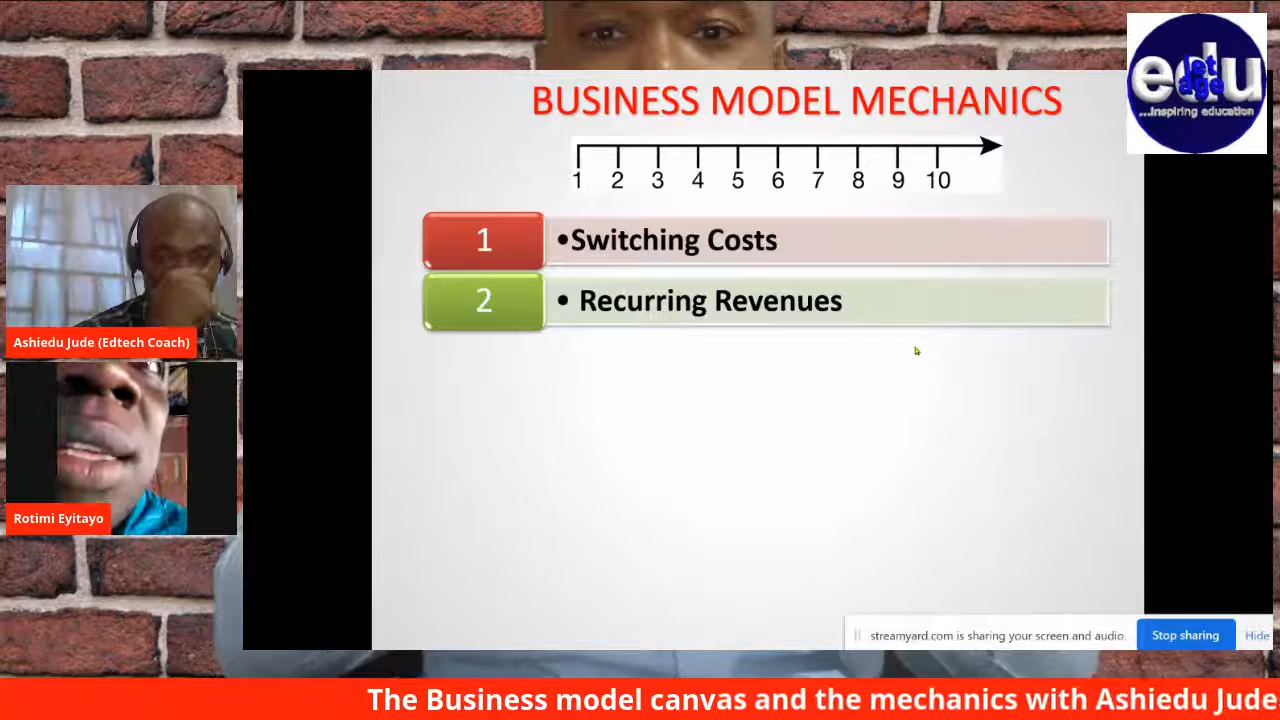 BUSINESS MODEL MECHANICS
1 2 3 4 5 6 7 8 9 10
1 •Switching Costs
2 • Recurring Revenues
edu
let
age
...inspiring education
Ashiedu Jude (Edtech Coach)
Rotimi Eyitayo
streamyard.com is sharing your screen and audio.
Stop sharing
Hide
The Business model canvas and the mechanics with Ashiedu Jude